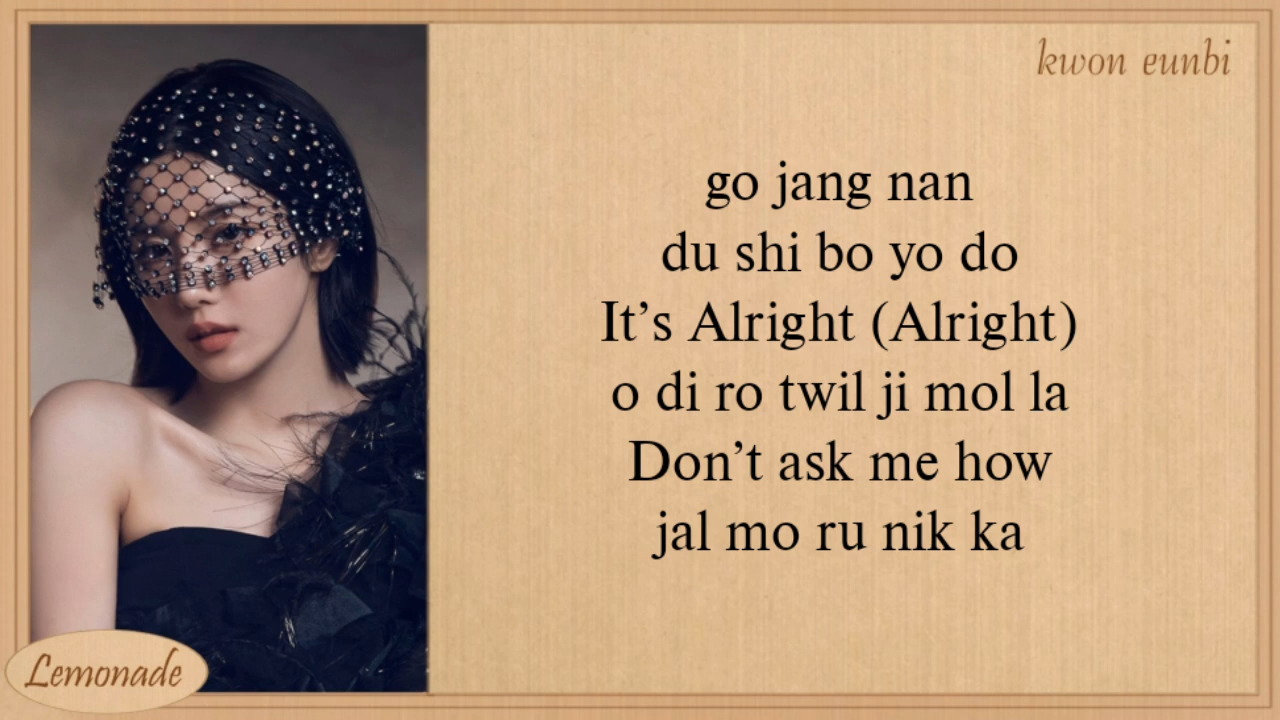 kwon eunbi
go jang nan
du shi bo yo do
It’s Alright (Alright)
o di ro twil ji mol la
Don’t ask me how
jal mo ru nik ka
Lemonade